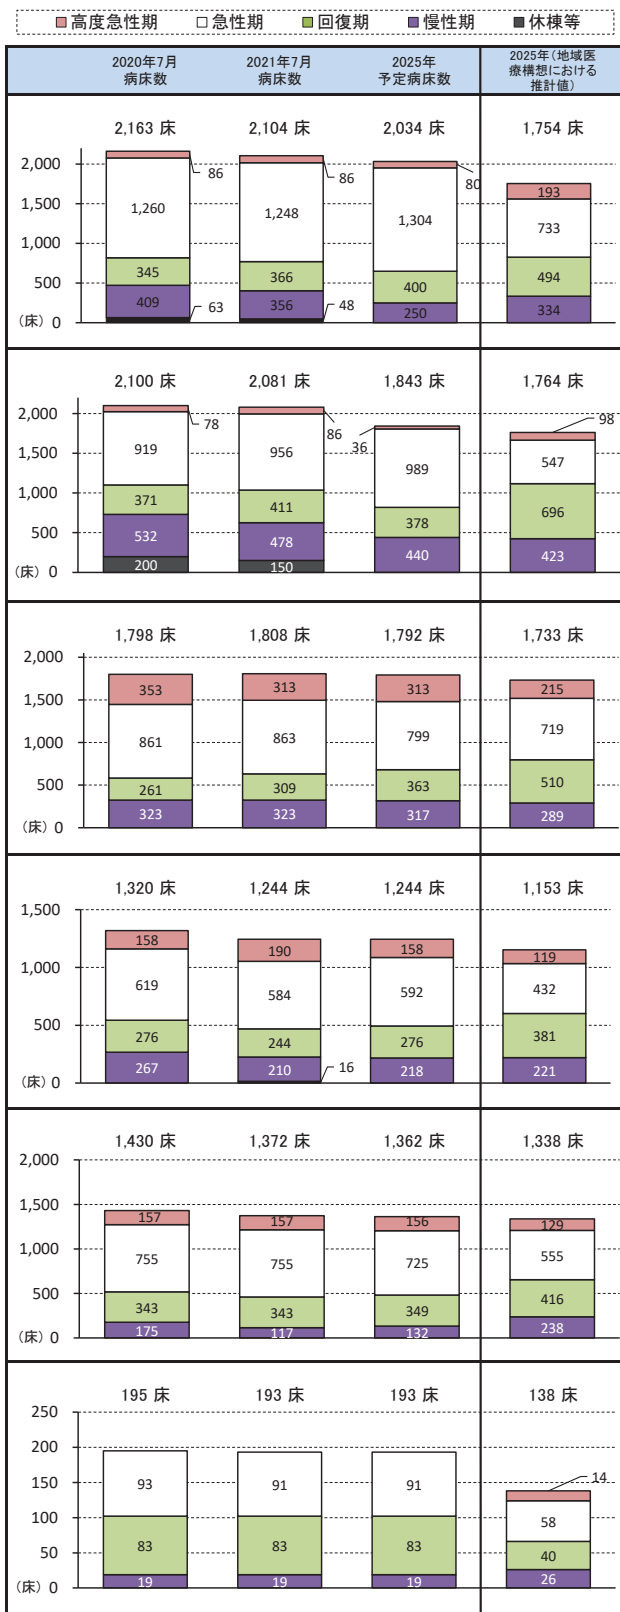 高度急性期 急性期 回復期 慢性期 休棟等
2020年7月 病床数
2021年7月 病床数
2025年 予定病床数
2025年(地域医療構想における推計値)
2,163 床 2,104 床 2,034 床 1,754 床
2,000
1,500
1,000
500
(床) 0
86 1,260 345 409 63
86 1,248 366 356 48
80 1,304 400 250
193 733 494 334
2,100 床 2,081 床 1,843 床 1,764 床
2,000
1,500
1,000
500
(床) 0
78 919 371 532 200
86 956 411 478 150
36 989 378 440
98 547 696 423
1,798 床 1,808 床 1,792 床 1,733 床
2,000
1,500
1,000
500
(床) 0
353 861 261 323
313 863 309 323
313 799 363 317
215 719 510 289
1,320 床 1,244 床 1,244 床 1,153 床
1,500
1,000
500
(床) 0
158 619 276 267
190 584 244 210 16
158 592 276 218
119 432 381 221
1,430 床 1,372 床 1,362 床 1,338 床
2,000
1,500
1,000
500
(床) 0
157 755 343 175
157 755 343 117
156 725 349 132
129 555 416 238
195 床 193 床 193 床 138 床
250
200
150
100
50
(床) 0
93 83 19
91 83 19
91 83 19
14 58 40 26